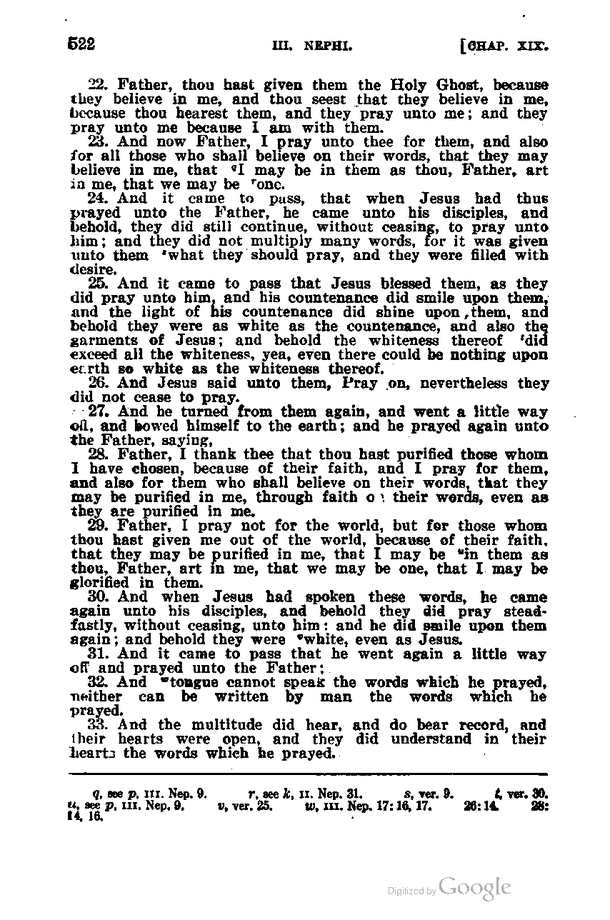 522 III. NEPHI. [CHAP. XIX.
22. Father, thou hast given them the Holy Ghost, because
they believe in me, and thou seest that they believe in me,
because thou hearest them, and they pray unto me; and they
pray unto me because I am with them.
23. And now Father, I pray unto thee for them, and also
for all those who shall believe on their words, that they may
believe in me, that qI may be in them as thou, Father, art
in me, that we may be rone.
24. And it came to pass, that when Jesus had thus
prayed unto the Father, he came unto his disciples, and
behold, they did still continue, without ceasing, to pray unto
him; and they did not multiply many words, for it was given
unto them swhat they should pray, and they were filled with
desire.
25. And it came to pass that Jesus blessed them, as they
did pray unto him, and his countenance did smile upon them,
and the light of his countenance did shine upon them, and
behold they were as white as the countenance, and also the
garments of Jesus; and behold the whiteness thereof tdid
exceed all the whiteness, yea, even there could be nothing upon
earth so white as the whiteness thereof.
26. And Jesus said unto them, Pray on, nevertheless they
did not cease to pray.
27. And he turned from them again, and went a little way
off, and bowed himself to the earth; and he prayed again unto
the Father, saying,
28. Father, I thank thee that thou hast purified those whom
I have chosen, because of their faith, and I pray for them,
and also for them who shall believe on their words, that they
may be purified in me, through faith on their words, even as
they are purified in me.
29. Father, I pray not for the world, but for those whom
thou hast given me out of the world, because of their faith,
that they may be purified in me, that I may be uin them as
thou, Father, art in me, that we may be one, that I may be
glorified in them.
30. And when Jesus had spoken these words, he came
again unto his disciples, and behold they did pray stead-
fastly, without ceasing, unto him; and he did smile upon them
again; and behold they were vwhite, even as Jesus.
31. And it came to pass that he went again a little way
off and prayed unto the Father;
32. And wtongue cannot speak the words which he prayed,
neither can be written by man the words which he
prayed.
33. And the multitude did hear, and do bear record, and
their hearts were open, and they did understand in their
hearts the words which he prayed.
q, see p, III. Nep. 9. r, see k, II. Nep. 31. s, ver. 9. t, ver. 30.
u, see p, III. Nep. 9. v, ver. 25. w, III. Nep. 17:16, 17. 26:14. 28:
14, 16.
Digitized by Google